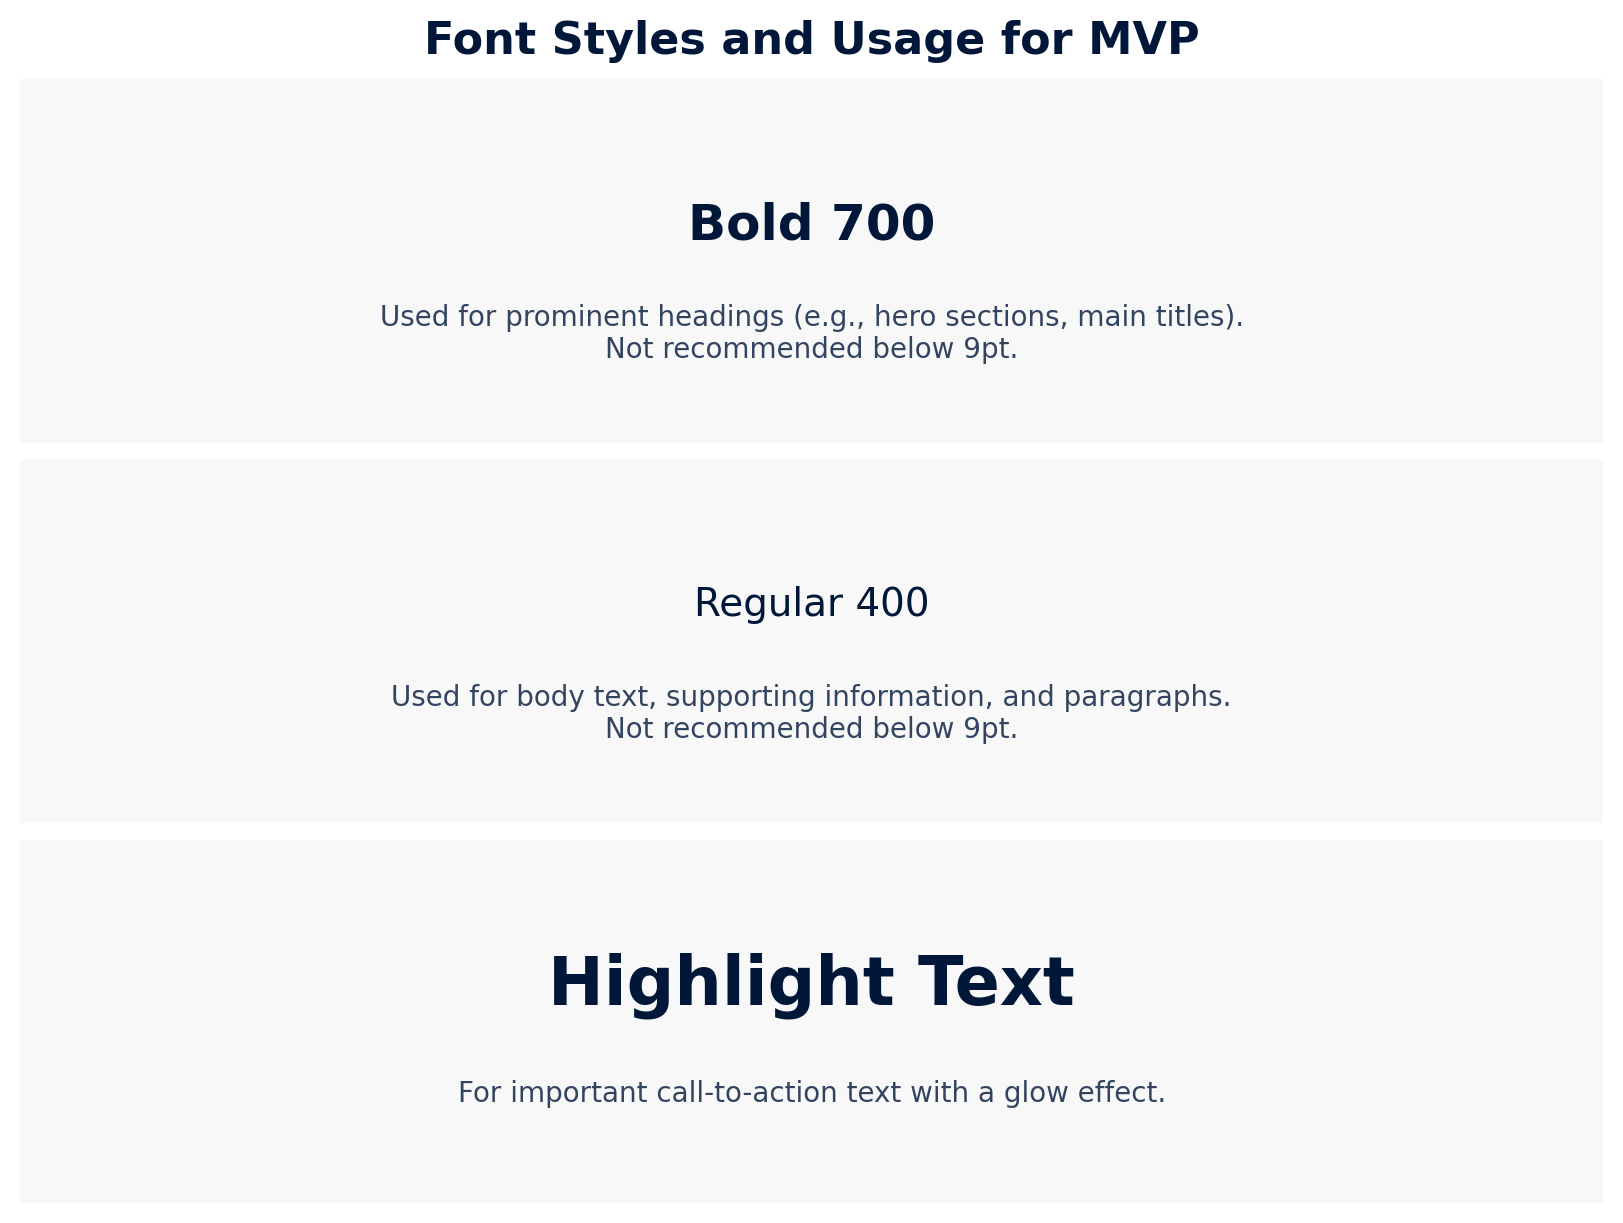 Font Styles and Usage for MVP
Bold 700
Used for prominent headings (e.g., hero sections, main titles).
Not recommended below 9pt.
Regular 400
Used for body text, supporting information, and paragraphs.
Not recommended below 9pt.
Highlight Text
For important call-to-action text with a glow effect.